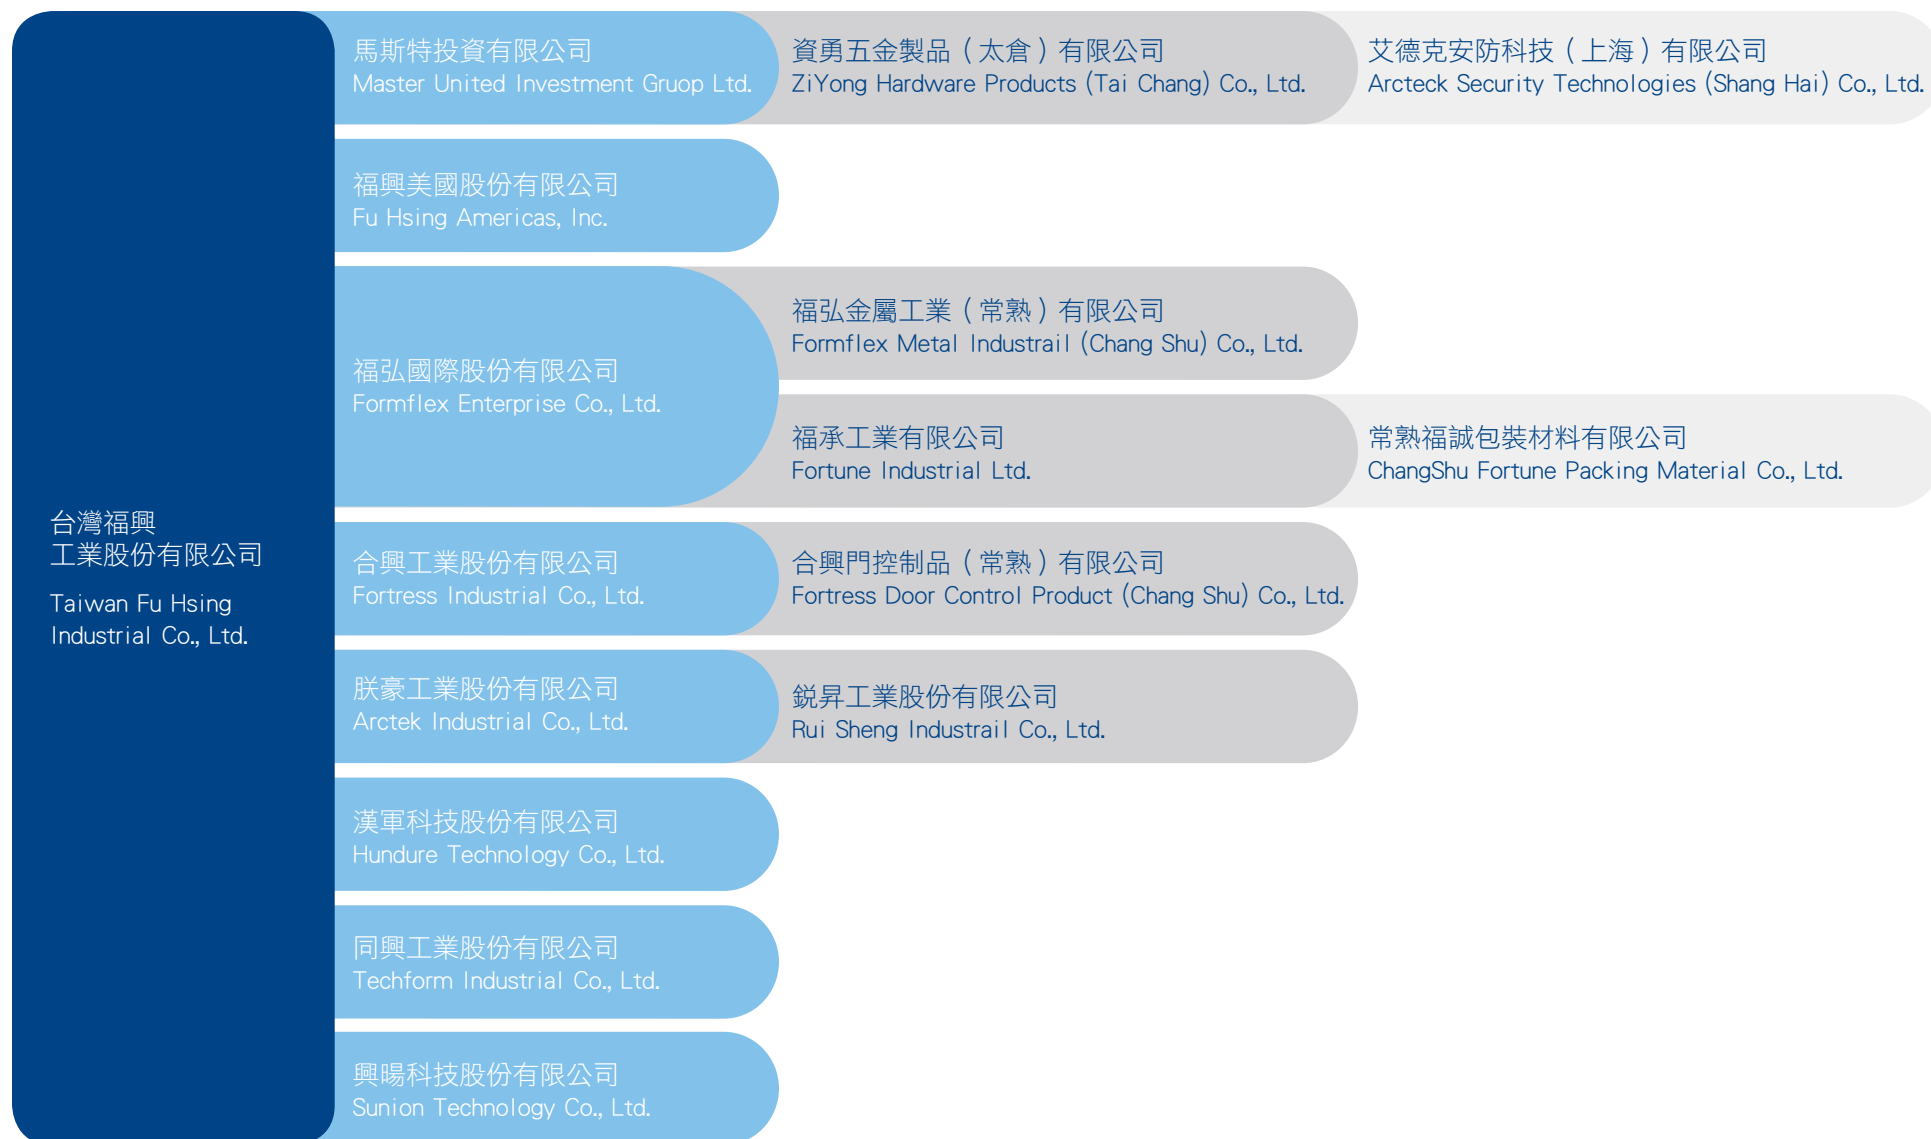 台灣福興
工業股份有限公司
Taiwan Fu Hsing
Industrial Co., Ltd.
馬斯特投資有限公司
Master United Investment Gruop Ltd.
資勇五金製品（太倉）有限公司
ZiYong Hardware Products (Tai Chang) Co., Ltd.
艾德克安防科技（上海）有限公司
Arcteck Security Technologies (Shang Hai) Co., Ltd.
福興美國股份有限公司
Fu Hsing Americas, Inc.
福弘國際股份有限公司
Formflex Enterprise Co., Ltd.
福弘金屬工業（常熟）有限公司
Formflex Metal Industrail (Chang Shu) Co., Ltd.
福承工業有限公司
Fortune Industrial Ltd.
常熟福誠包裝材料有限公司
ChangShu Fortune Packing Material Co., Ltd.
合興工業股份有限公司
Fortress Industrial Co., Ltd.
合興門控制品（常熟）有限公司
Fortress Door Control Product (Chang Shu) Co., Ltd.
朕豪工業股份有限公司
Arctek Industrial Co., Ltd.
鋭昇工業股份有限公司
Rui Sheng Industrail Co., Ltd.
漢軍科技股份有限公司
Hundure Technology Co., Ltd.
同興工業股份有限公司
Techform Industrial Co., Ltd.
興暘科技股份有限公司
Sunion Technology Co., Ltd.